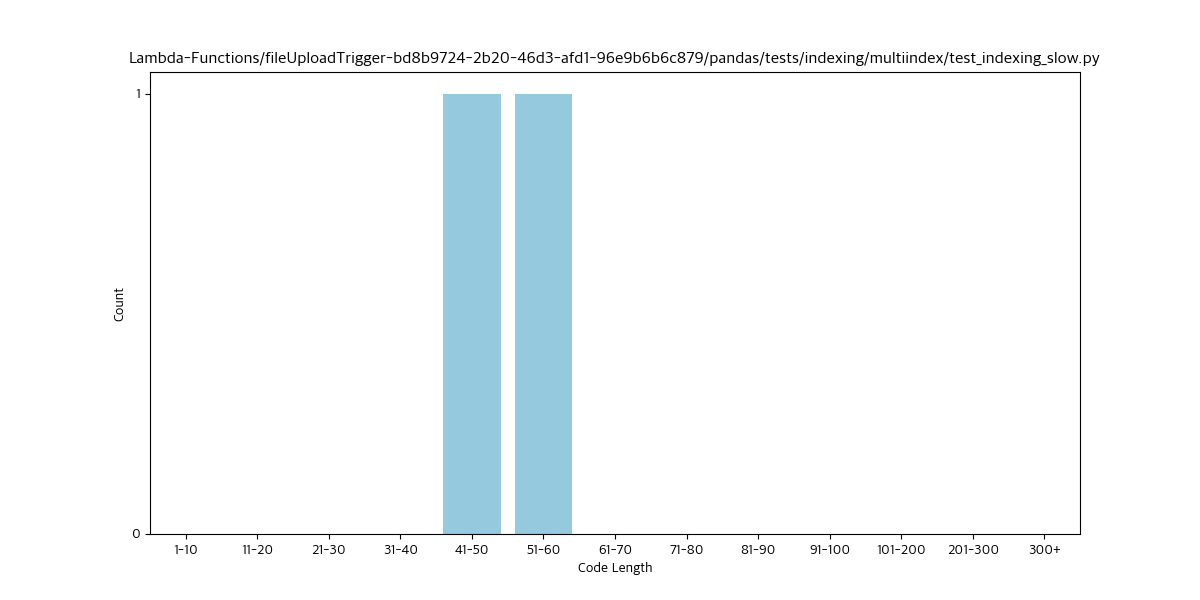 Lambda-Functions/fileUploadTrigger-bd8b9724-2b20-46d3-afd1-96e9b6b6c879/pandas/tests/indexing/multiindex/test_indexing_slow.py
1
Count
0
1-10 11-20 21-30 31-40 41-50 51-60 61-70 71-80 81-90 91-100 101-200 201-300 300+
Code Length